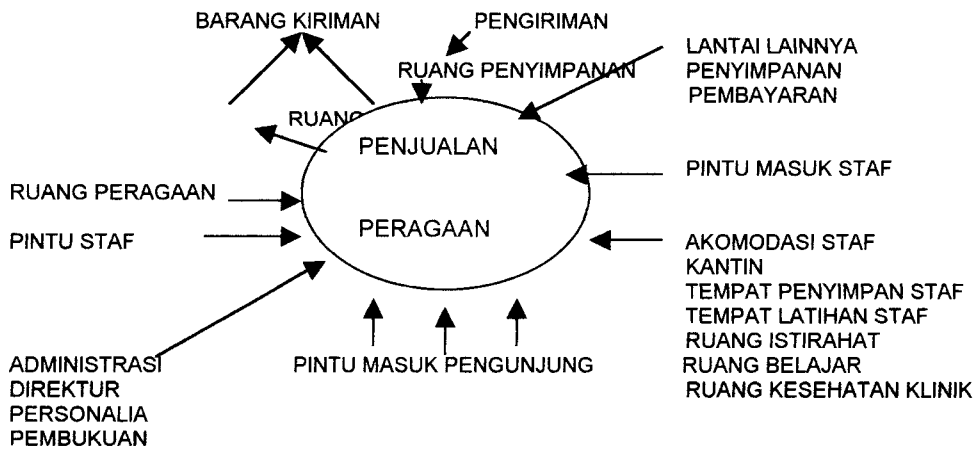 BARANG KIRIMAN
PENGIRIMAN
RUANG PENYIMPANAN
LANTAI LAINNYA
PENYIMPANAN
PEMBAYARAN
RUANG
PENJUALAN
PINTU MASUK STAF
RUANG PERAGAAN
PERAGAAN
PINTU STAF
AKOMODASI STAF
KANTIN
TEMPAT PENYIMPAN STAF
TEMPAT LATIHAN STAF
RUANG ISTIRAHAT
RUANG BELAJAR
RUANG KESEHATAN KLINIK
PINTU MASUK PENGUNJUNG
ADMINISTRASI
DIREKTUR
PERSONALIA
PEMBUKUAN